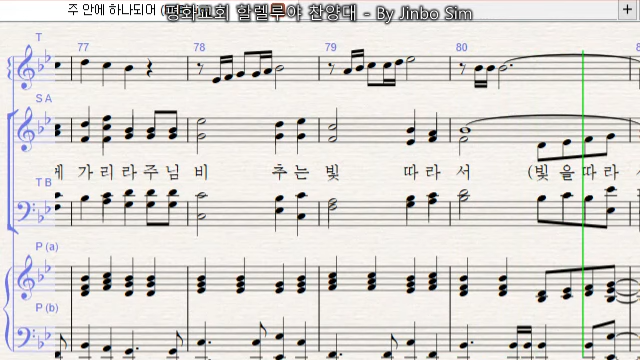 주 안에 하나되어
평화교회 할렐루야 찬양대 - By Jinbo Sim
T
77 78 79 80
S A
게 가 리 라 주 님 비 추 는 빛 따 라 서 (빛 을 따 라
T B
P (a)
P (b)